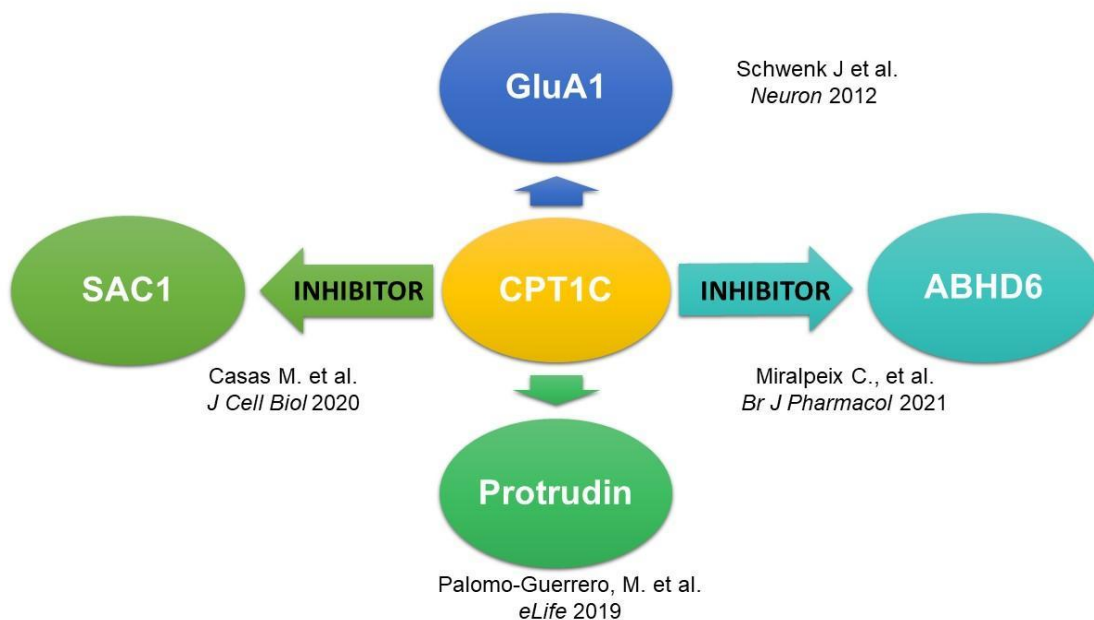 GluA1
Schwenk J et al.
Neuron 2012
SAC1
INHIBITOR
CPT1C
INHIBITOR
ABHD6
Casas M. et al.
J Cell Biol 2020
Miralpeix C., et al.
Br J Pharmacol 2021
Protrudin
Palomo-Guerrero, M. et al.
eLife 2019